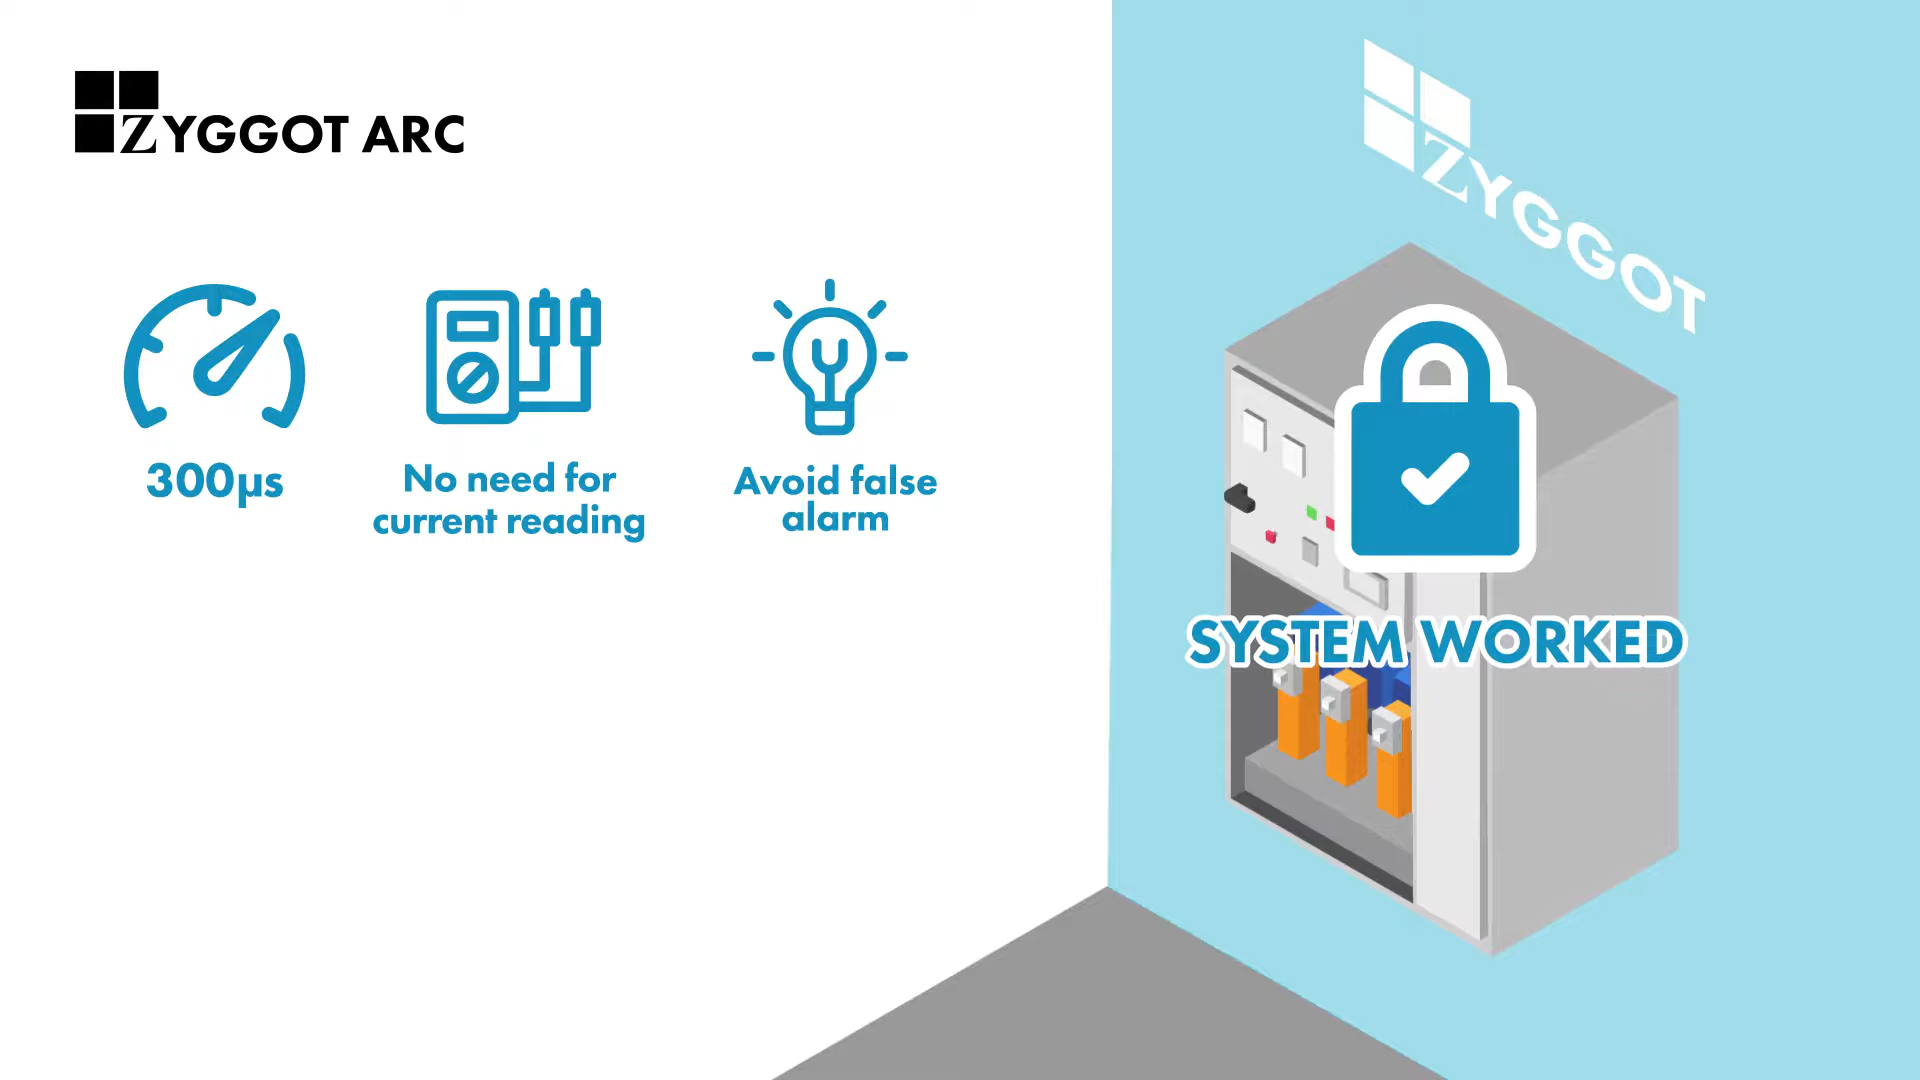 ZYGGOT ARC
300µs
No need for
current reading
Avoid false
alarm
ZYGGOT
SYSTEM WORKED